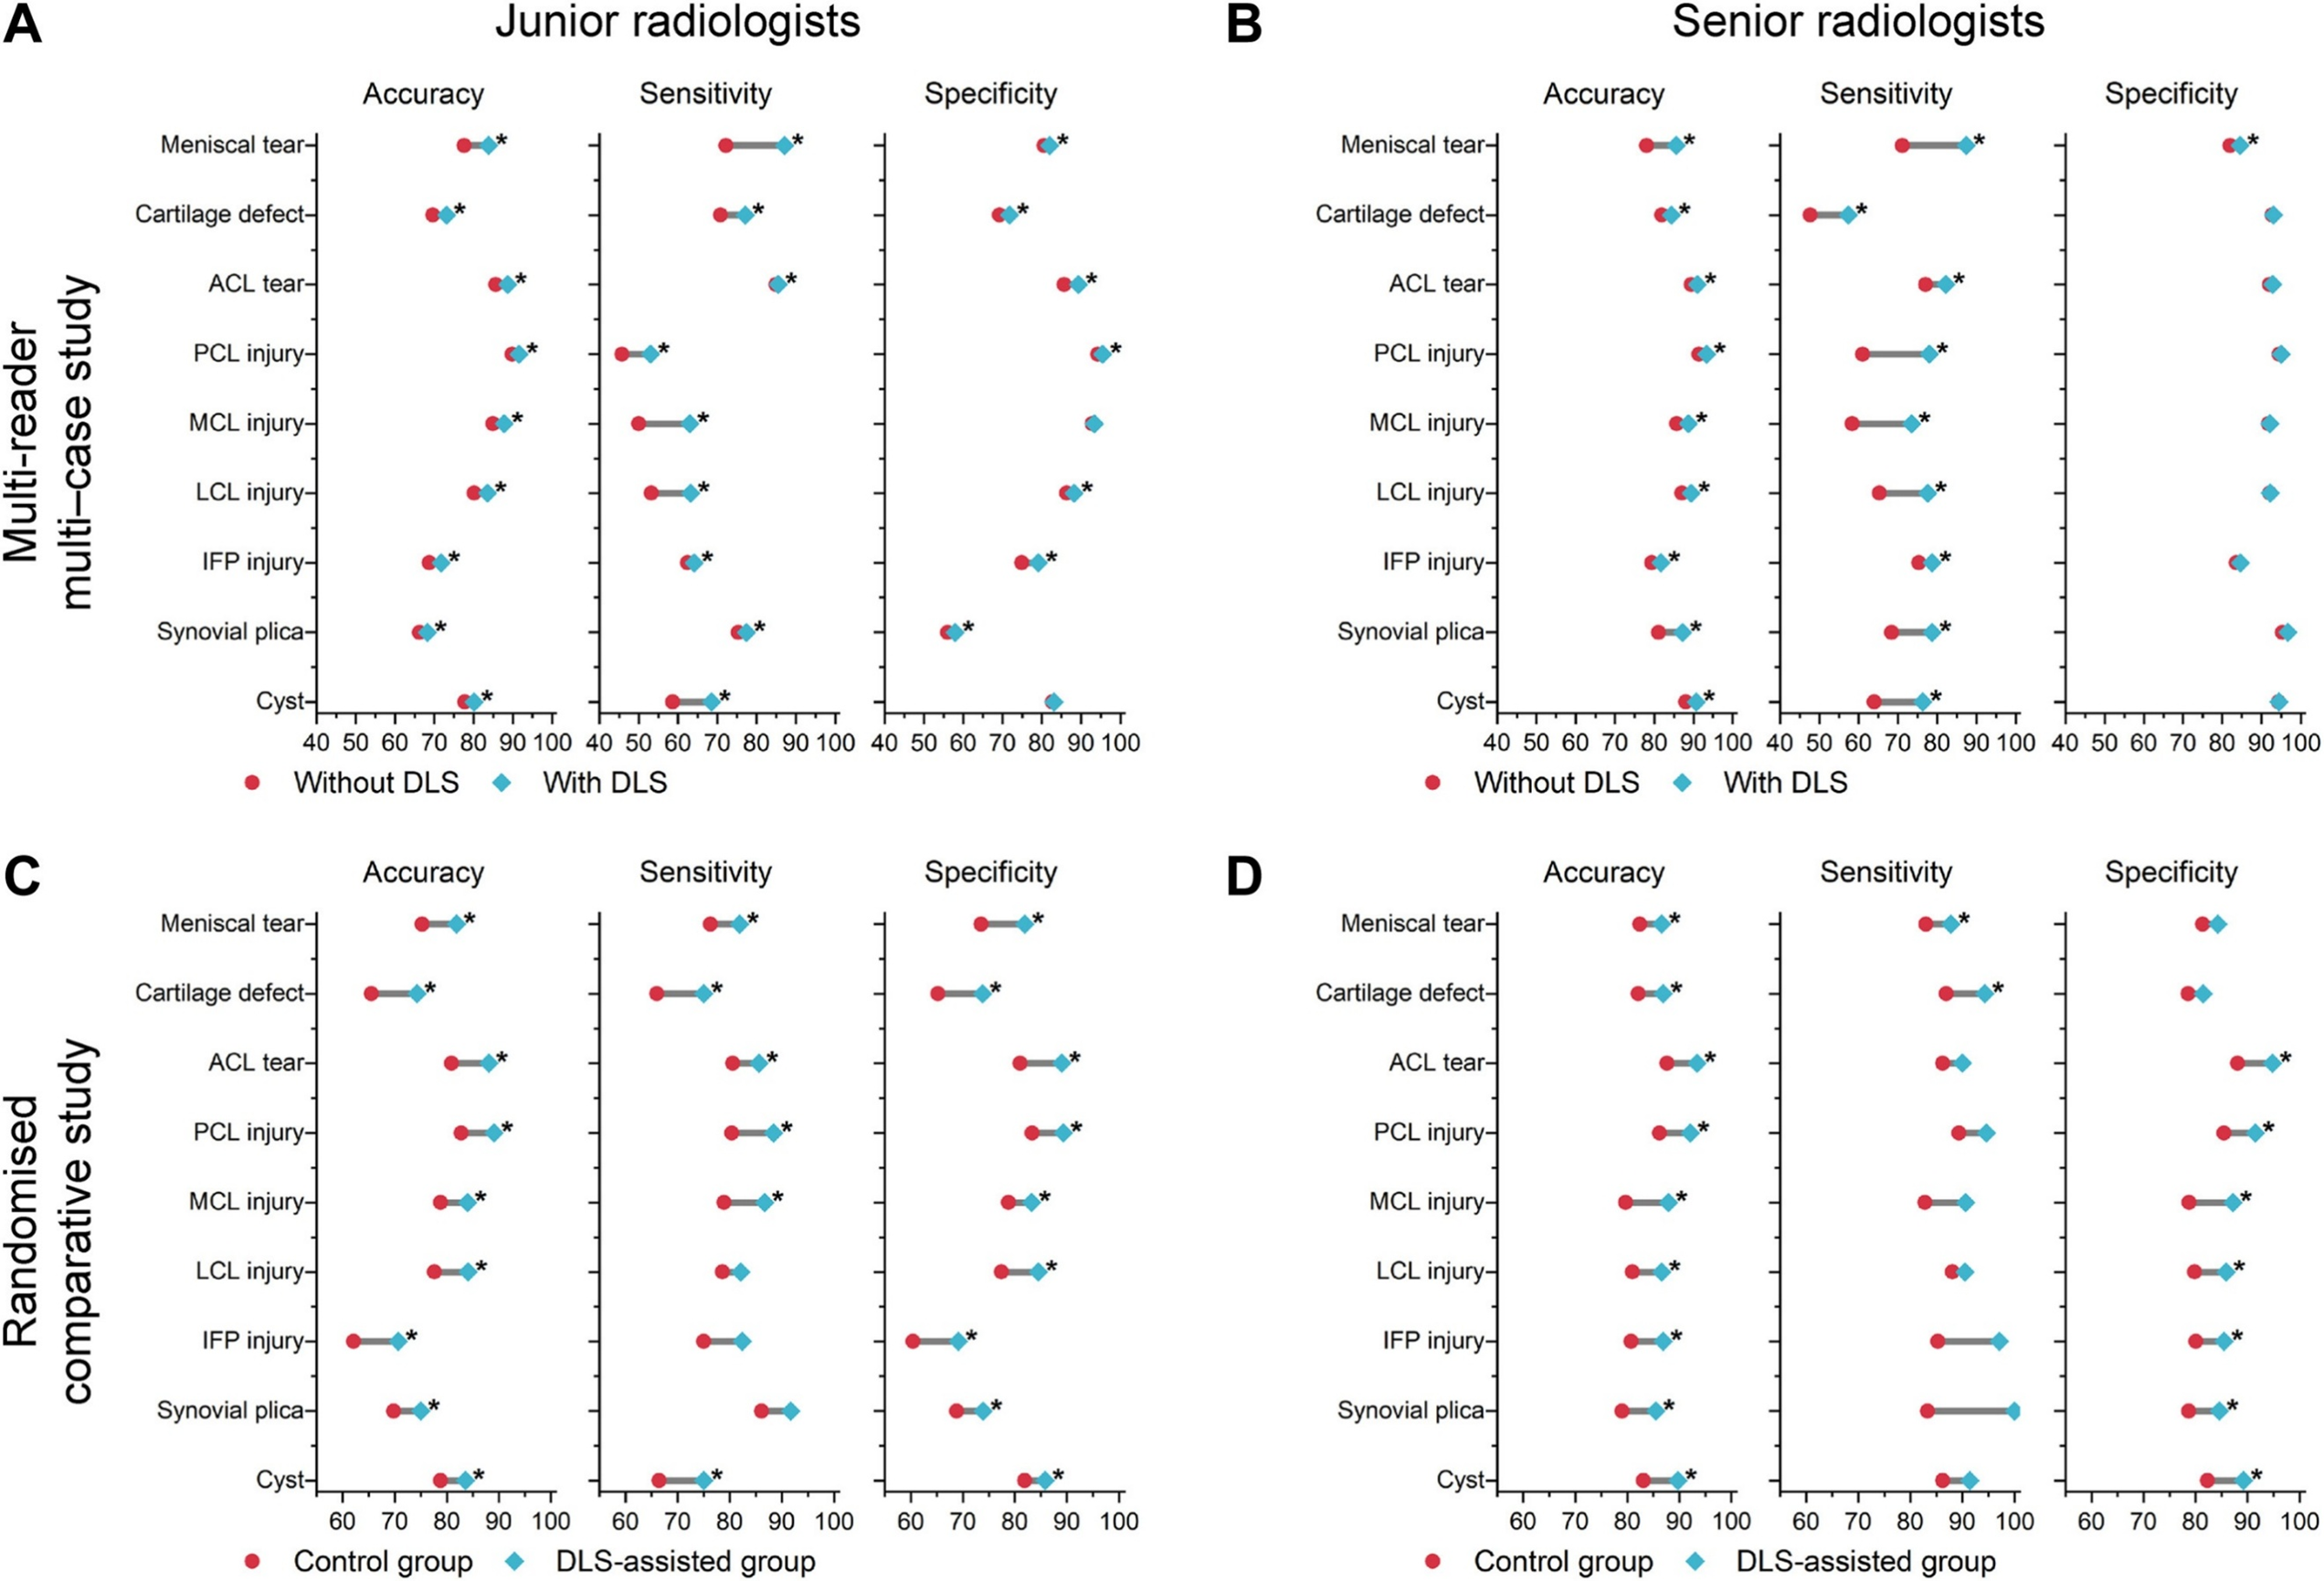 A
Junior radiologists
B
Senior radiologists
Multi-reader
multi–case study
Accuracy
Sensitivity
Specificity
Meniscal tear
*
*
*
Cartilage defect
*
*
*
ACL tear
*
*
*
PCL injury
*
*
*
MCL injury
*
*
LCL injury
*
*
*
IFP injury
*
*
*
Synovial plica
*
*
*
Cyst
*
*
40 50 60 70 80 90 100
40 50 60 70 80 90 100
40 50 60 70 80 90 100
Without DLS
With DLS
Accuracy
Sensitivity
Specificity
Meniscal tear
*
*
*
Cartilage defect
*
*
ACL tear
*
*
PCL injury
*
*
MCL injury
*
*
LCL injury
*
*
IFP injury
*
*
Synovial plica
*
*
Cyst
*
*
40 50 60 70 80 90 100
40 50 60 70 80 90 100
40 50 60 70 80 90 100
Without DLS
With DLS
C
Randomised
comparative study
Accuracy
Sensitivity
Specificity
Meniscal tear
*
*
*
Cartilage defect
*
*
*
ACL tear
*
*
*
PCL injury
*
*
*
MCL injury
*
*
*
LCL injury
*
*
IFP injury
*
*
Synovial plica
*
*
Cyst
*
*
*
60 70 80 90 100
60 70 80 90 100
60 70 80 90 100
Control group
DLS-assisted group
D
Accuracy
Sensitivity
Specificity
Meniscal tear
*
*
Cartilage defect
*
*
ACL tear
*
*
PCL injury
*
*
MCL injury
*
*
LCL injury
*
*
IFP injury
*
*
Synovial plica
*
*
Cyst
*
*
60 70 80 90 100
60 70 80 90 100
60 70 80 90 100
Control group
DLS-assisted group